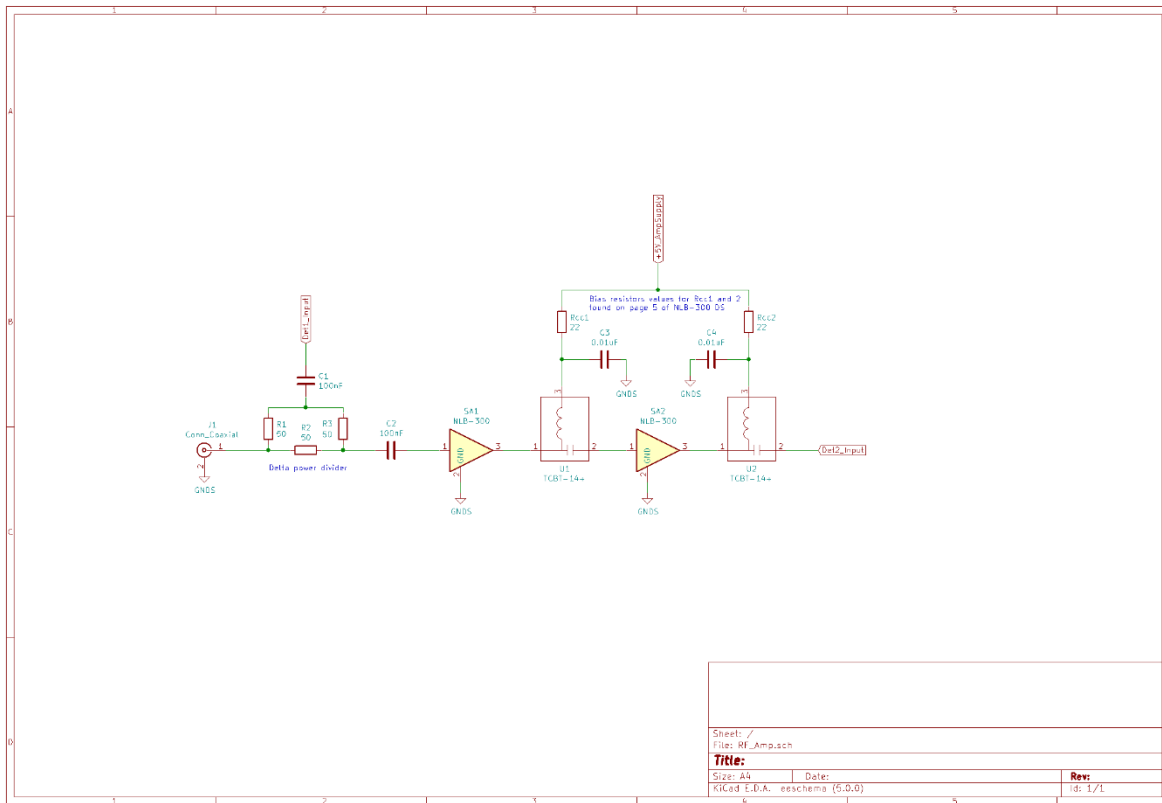 1 2 3 4 5
A
+5V_AmpSupply
Bias resistors values for Rcc1 and 2
found on page 5 of NLB-300 DS
B
Det1_Input
Rcc1
22
Rcc2
22
C3
0.01uF
C4
0.01uF
GNDS
GNDS
C1
100nF
3
3
J1
Conn_Coaxial
1
2
GNDS
R1
50
R2
50
R3
50
Delta power divider
C2
100nF
SA1
NLB-300
1
GND
3
2
GNDS
1
2
U1
TCBT-14+
SA2
NLB-300
1
GND
3
2
GNDS
1
2
U2
TCBT-14+
Det2_Input
C
D
Sheet: /
File: RF_Amp.sch
Title:
Size: A4 Date: Rev:
KiCad E.D.A. eeschema (5.0.0) Id: 1/1
1 2 3 4 5